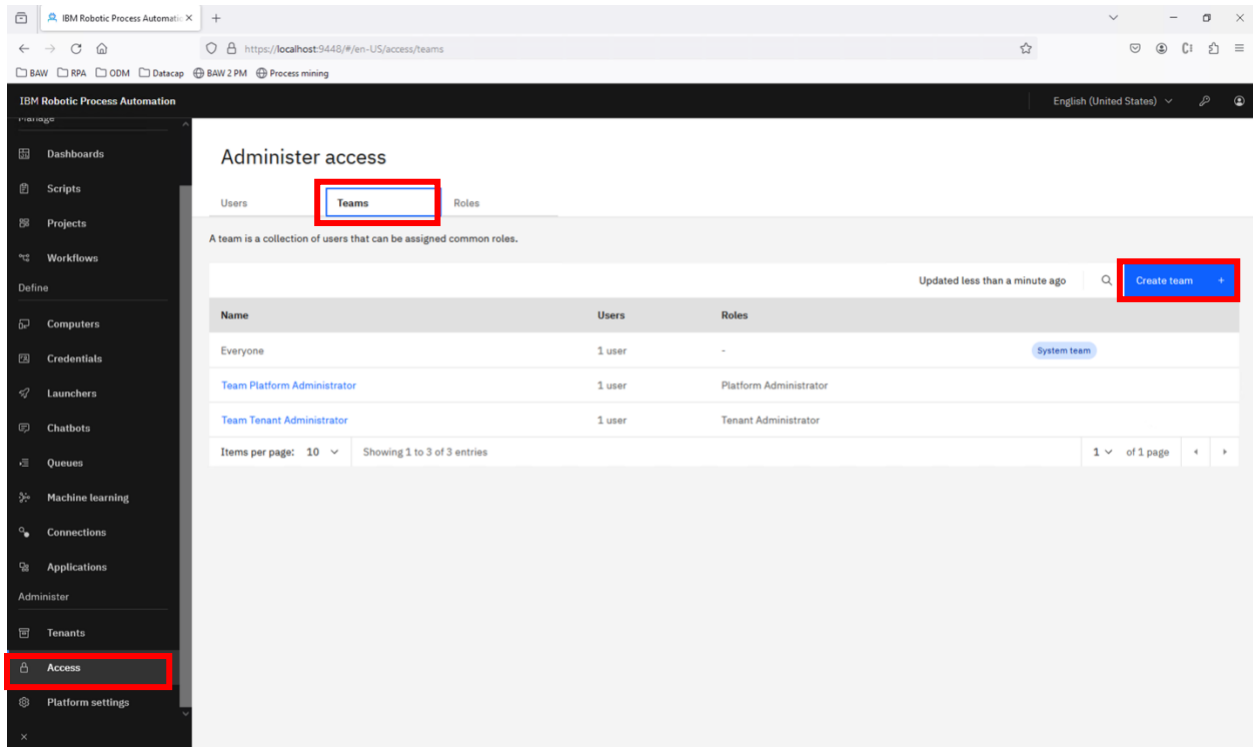 IBM Robotic Process Automatic
https://localhost:9448/#/en-US/access/teams
BAW RPA ODM Datacap BAW 2 PM Process mining
IBM Robotic Process Automation
English (United States)
Manage
Dashboards
Scripts
Projects
Workflows
Define
Computers
Credentials
Launchers
Chatbots
Queues
Machine learning
Connections
Applications
Administer
Tenants
Access
Platform settings
Administer access
Users Teams Roles
A team is a collection of users that can be assigned common roles.
Updated less than a minute ago Create team +
Name Users Roles
Everyone 1 user - System team
Team Platform Administrator 1 user Platform Administrator
Team Tenant Administrator 1 user Tenant Administrator
Items per page: 10 Showing 1 to 3 of 3 entries 1 of 1 page